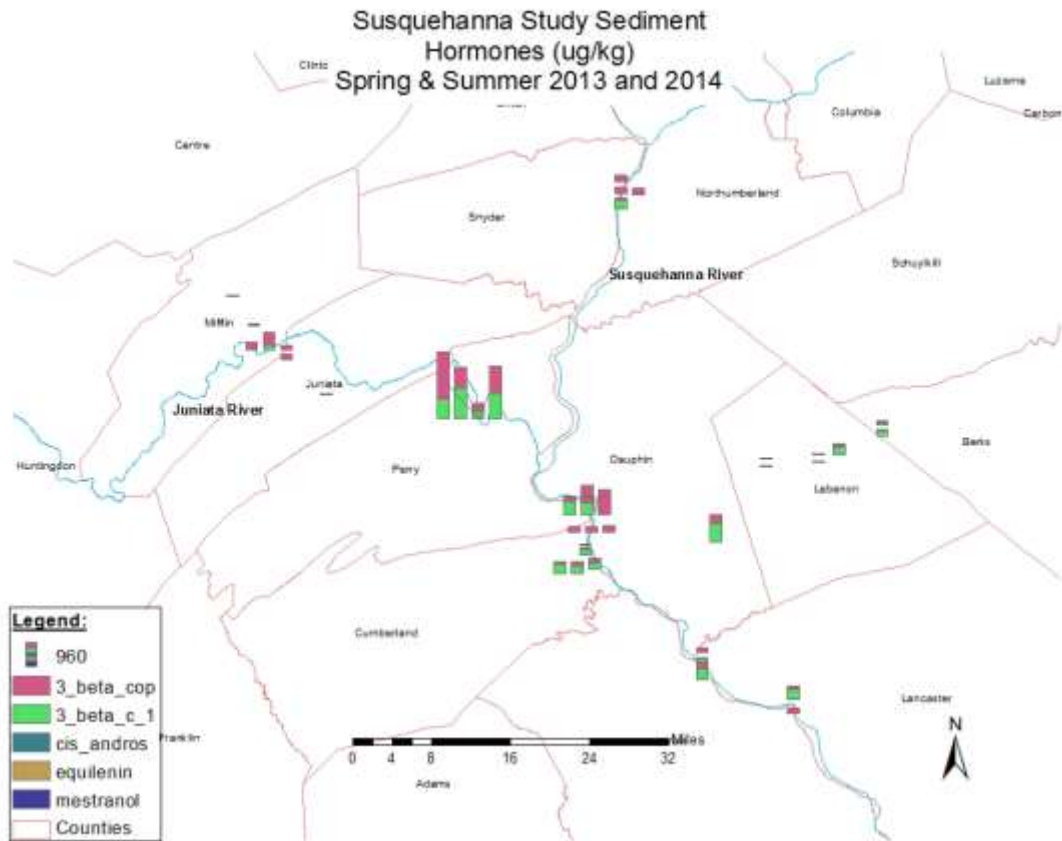 Susquehanna Study Sediment
Hormones (ug/kg)
Spring & Summer 2013 and 2014
Luzerne
Columbia
Carbon
Centre
Northumberland
Snyder
Schuylkill
Susquehanna River
Mifflin
Juniata
Juniata River
Huntingdon
Perry
Dauphin
Berks
Lebanon
Cumberland
Lancaster
Franklin
Adams
Miles
0 4 8 16 24 32
N
Legend:
960
3_beta_cop
3_beta_c_1
cis_andros
equilenin
mestranol
Counties